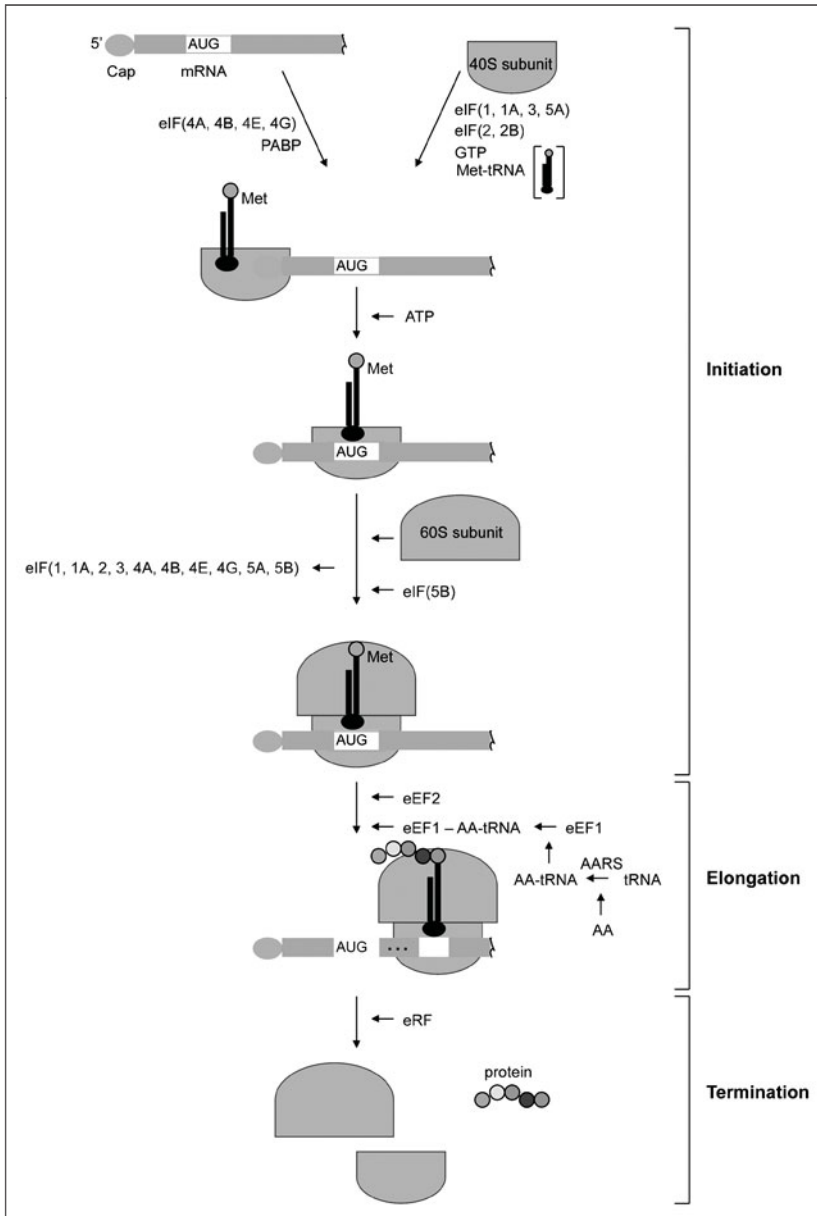 5'
AUG
Cap
mRNA
40S subunit
eIF(4A, 4B, 4E, 4G)
PABP
eIF(1, 1A, 3, 5A)
eIF(2, 2B)
GTP
Met-tRNA
Met
AUG
ATP
Met
AUG
Initiation
60S subunit
eIF(1, 1A, 2, 3, 4A, 4B, 4E, 4G, 5A, 5B)
eIF(5B)
Met
AUG
eEF2
eEF1 – AA-tRNA
eEF1
AARS
AA-tRNA
tRNA
AA
Elongation
AUG
...
eRF
protein
Termination